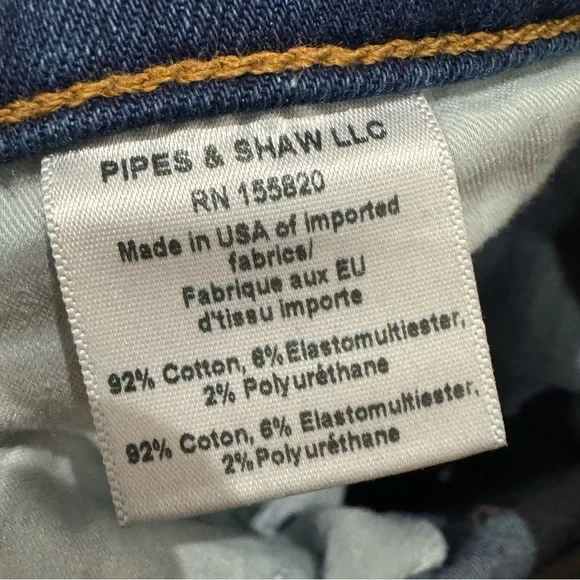 PIPES & SHAW LLC
RN 155820
Made in USA of imported
fabrics/
Fabrique aux EU
d'tissu importe
92% Cotton, 6% Elastomultiester,
2% Polyuréthane
92% Coton, 6% Elastomultiester,
2% Polyuréthane